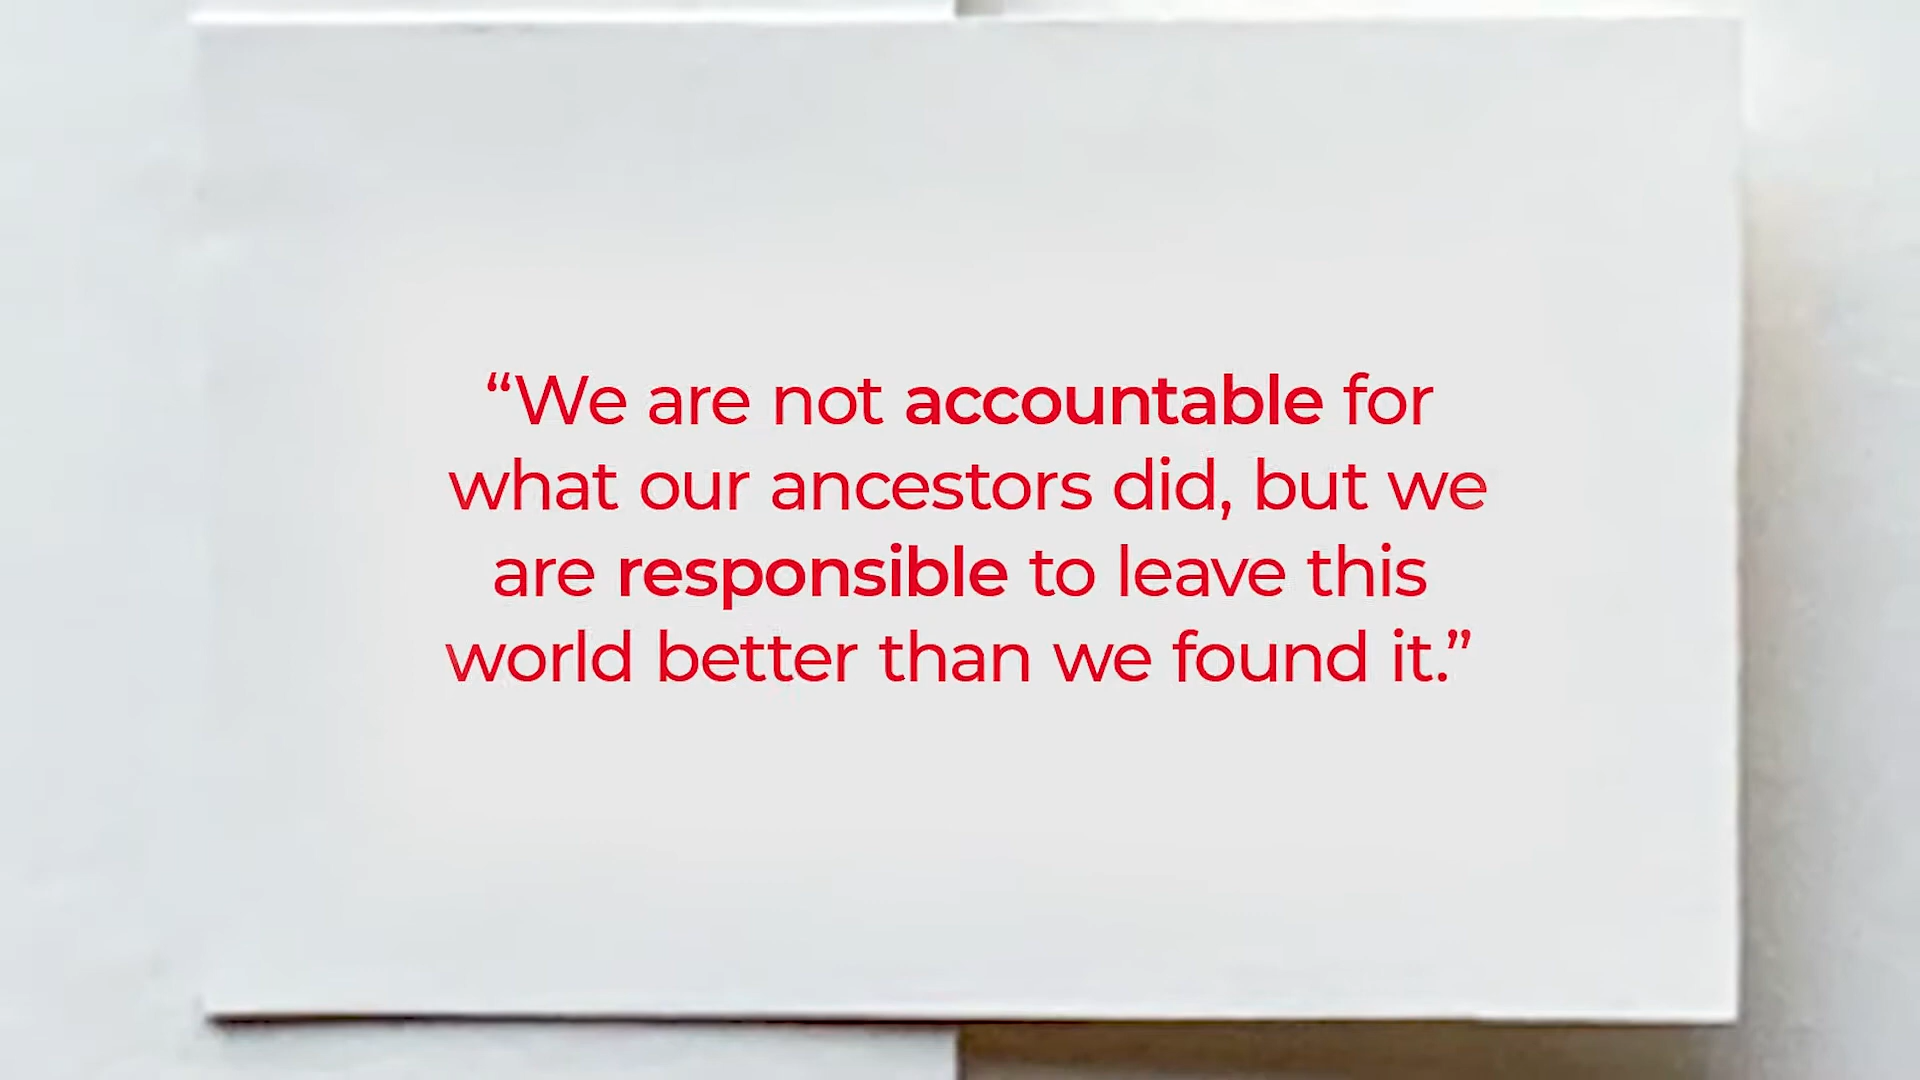 “We are not accountable for
what our ancestors did, but we
are responsible to leave this
world better than we found it.”